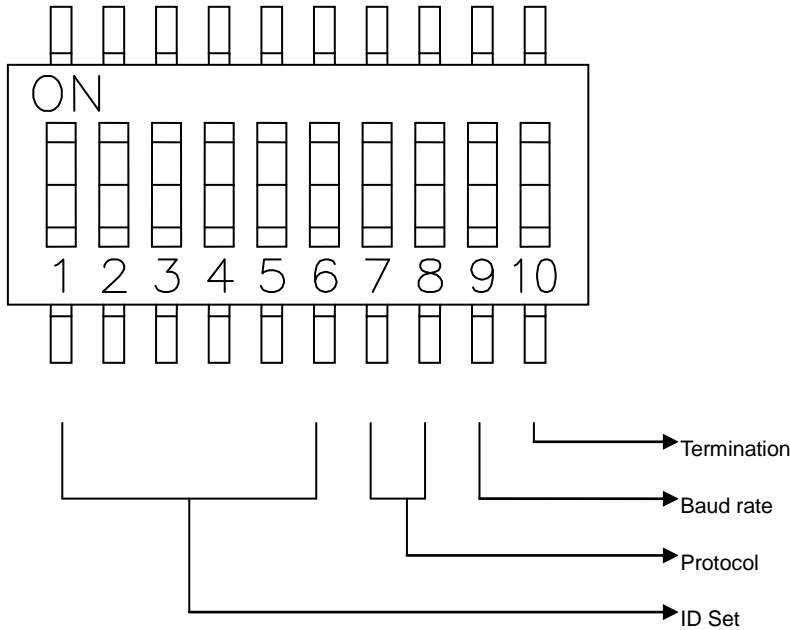 ON
1 2 3 4 5 6 7 8 9 10
Termination
Baud rate
Protocol
ID Set